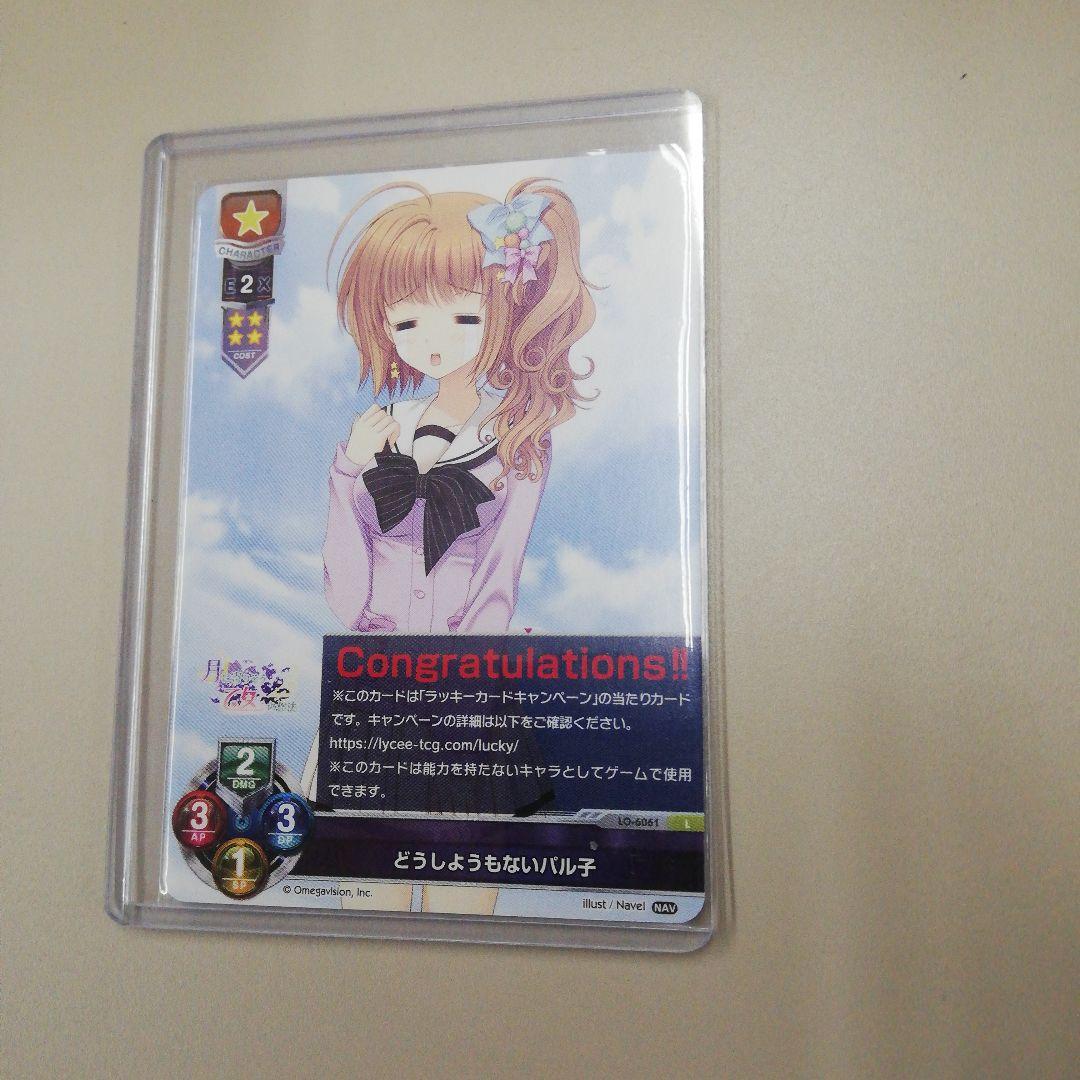 CHARACTER
E 2 X
COST
Congratulations!!
※このカードは「ラッキーカードキャンペーン」の当たりカード
です。キャンペーンの詳細は以下をご確認ください。
https://lycee-tcg.com/lucky/
※このカードは能力を持たないキャラとしてゲームで使用
できます。
月
乙女
2
DMG
3
AP
3
DP
1
SP
LO-6061 L
どうしようもないパル子
© Omegavision, Inc.
illust / Navel NAV